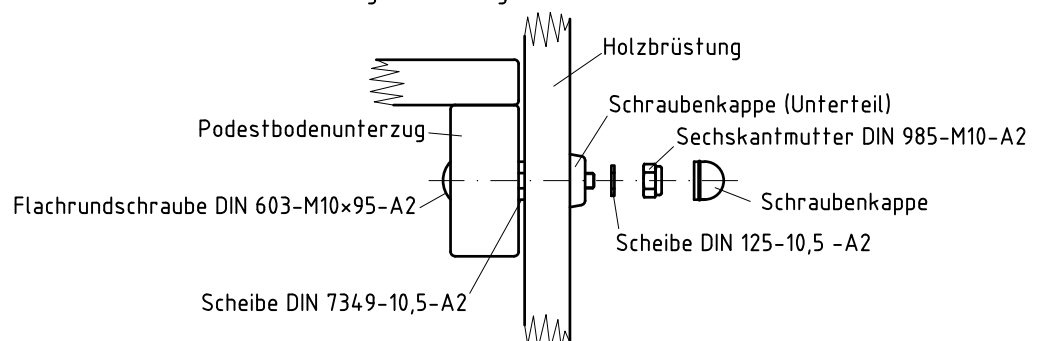 Holzbrüstung
Schraubenkappe (Unterteil)
Podestbodenunterzug
Sechskantmutter DIN 985-M10-A2
Flachrundschraube DIN 603-M10×95-A2
Schraubenkappe
Scheibe DIN 125-10,5 -A2
Scheibe DIN 7349-10,5-A2